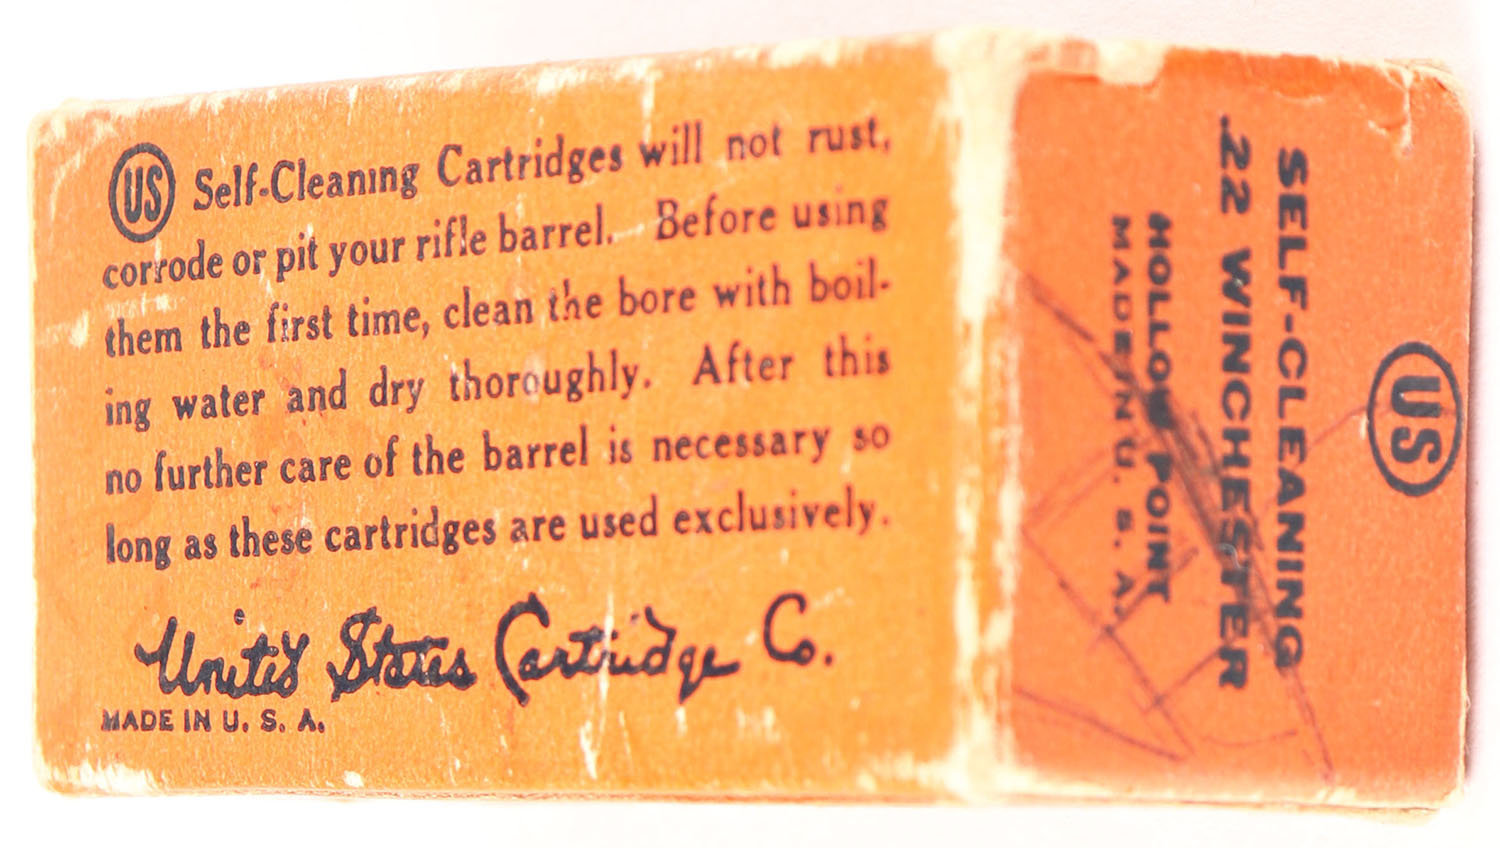 US Self-Cleaning Cartridges will not rust,
corrode or pit your rifle barrel. Before using
them the first time, clean the bore with boil-
ing water and dry thoroughly. After this
no further care of the barrel is necessary so
long as these cartridges are used exclusively.
United States Cartridge Co.
MADE IN U. S. A.
US
SELF-CLEANING
.22 WINCHESTER
HOLLOW POINT
MADE IN U. S. A.